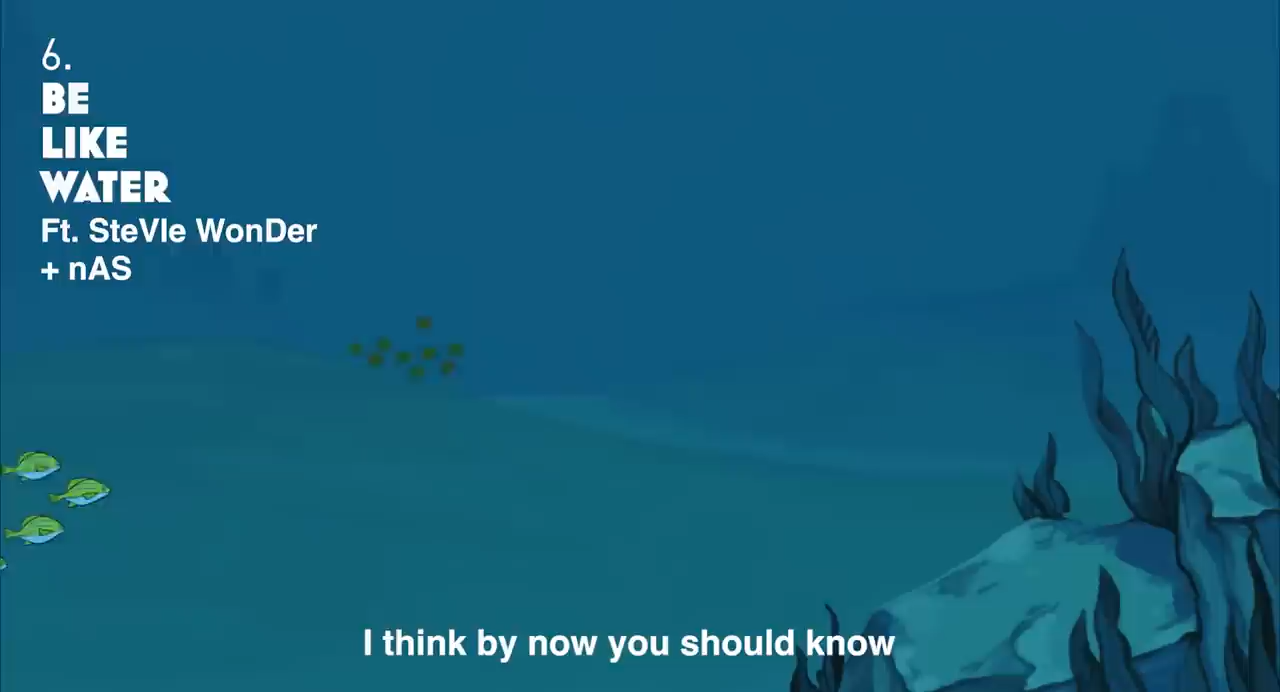 6.
BE
LIKE
WATER
Ft. SteVIe WonDer
+ nAS
I think by now you should know